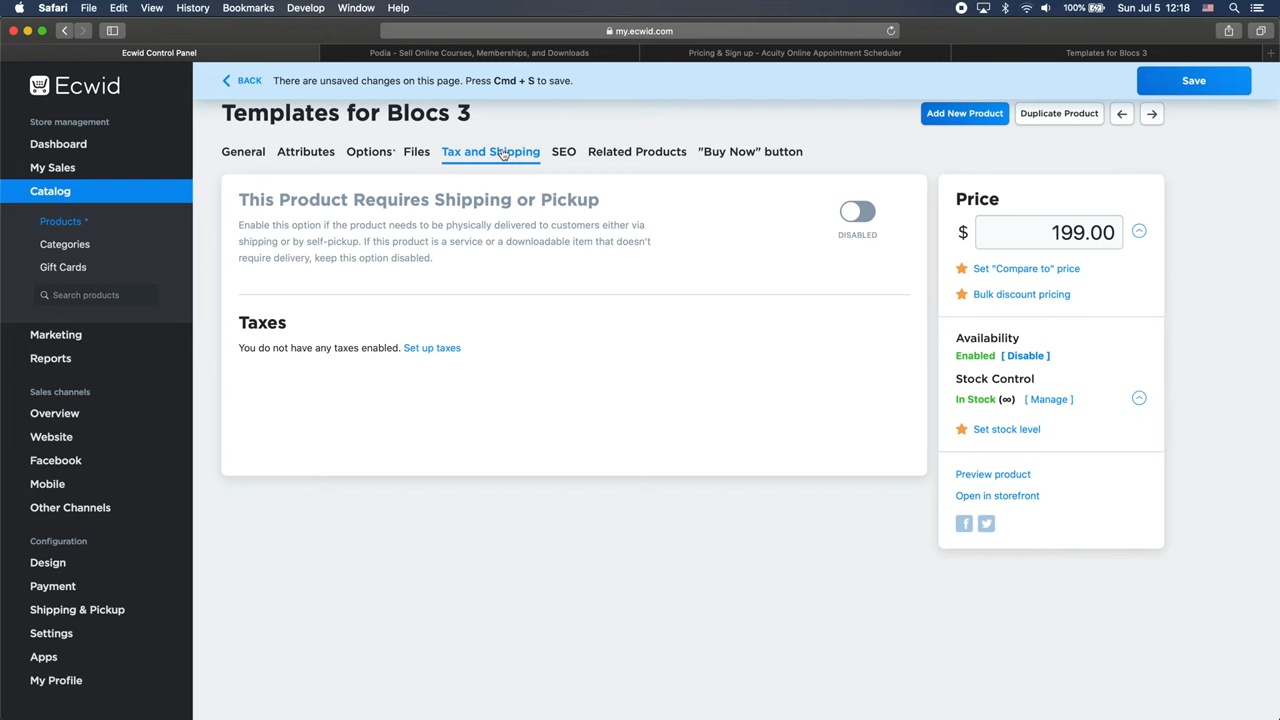 Safari File Edit View History Bookmarks Develop Window Help
100% Sun Jul 5 12:18
my.ecwid.com
Ecwid Control Panel
Podia - Sell Online Courses, Memberships, and Downloads
Pricing & Sign up - Acuity Online Appointment Scheduler
Templates for Blocs 3
Ecwid
Store management
Dashboard
My Sales
Catalog
Products *
Categories
Gift Cards
Search products
Marketing
Reports
Sales channels
Overview
Website
Facebook
Mobile
Other Channels
Configuration
Design
Payment
Shipping & Pickup
Settings
Apps
My Profile
BACK There are unsaved changes on this page. Press Cmd + S to save.
Save
Templates for Blocs 3
Add New Product
Duplicate Product
General Attributes Options* Files Tax and Shipping SEO Related Products "Buy Now" button
This Product Requires Shipping or Pickup
Enable this option if the product needs to be physically delivered to customers either via
shipping or by self-pickup. If this product is a service or a downloadable item that doesn't
require delivery, keep this option disabled.
DISABLED
Taxes
You do not have any taxes enabled. Set up taxes
Price
$ 199.00
Set "Compare to" price
Bulk discount pricing
Availability
Enabled [ Disable ]
Stock Control
In Stock (∞) [ Manage ]
Set stock level
Preview product
Open in storefront